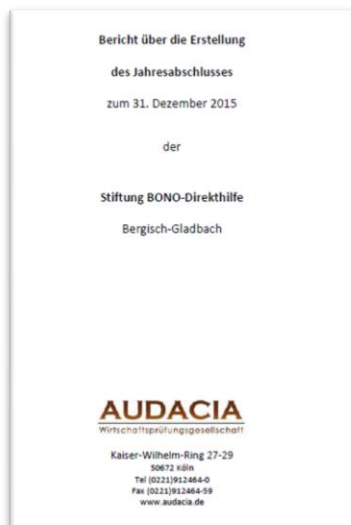 Bericht über die Erstellung
des Jahresabschlusses
zum 31. Dezember 2015
der
Stiftung BONO-Direkthilfe
Bergisch-Gladbach
AUDACIA
Wirtschaftsprüfungsgesellschaft
Kaiser-Wilhelm-Ring 27-29
50672 Köln
Tel (0221)912464-0
Fax (0221)912464-59
www.audacia.de